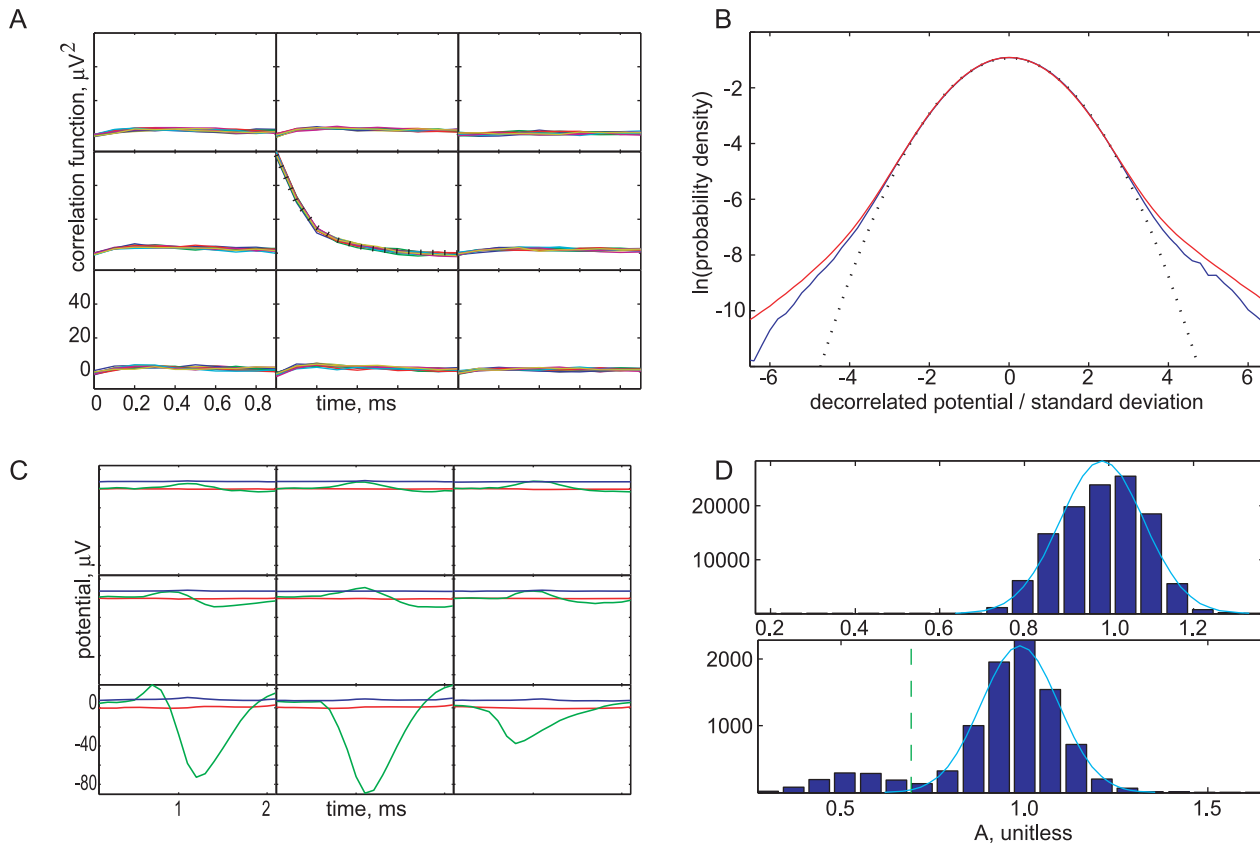 A
correlation function, μV²
40
20
0
0 0.2 0.4 0.6 0.8
time, ms
B
ln(probability density)
-2
-4
-6
-8
-10
-6 -4 -2 0 2 4 6
decorrelated potential / standard deviation
C
potential, μV
0
-40
-80
1 2
time, ms
D
20000
10000
0.2 0.4 0.6 0.8 1.0 1.2
2000
1000
0.5 1.0 1.5
A, unitless